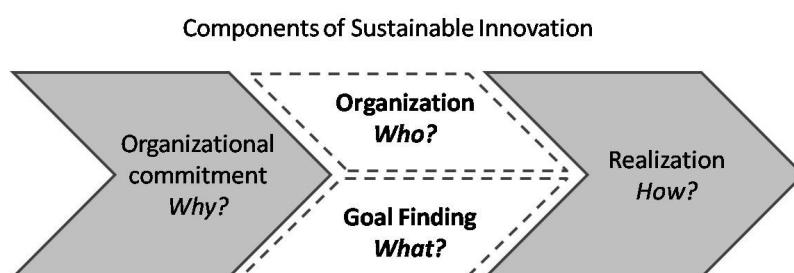 Components of Sustainable Innovation
Organizational
commitment
Why?
Organization
Who?
Goal Finding
What?
Realization
How?